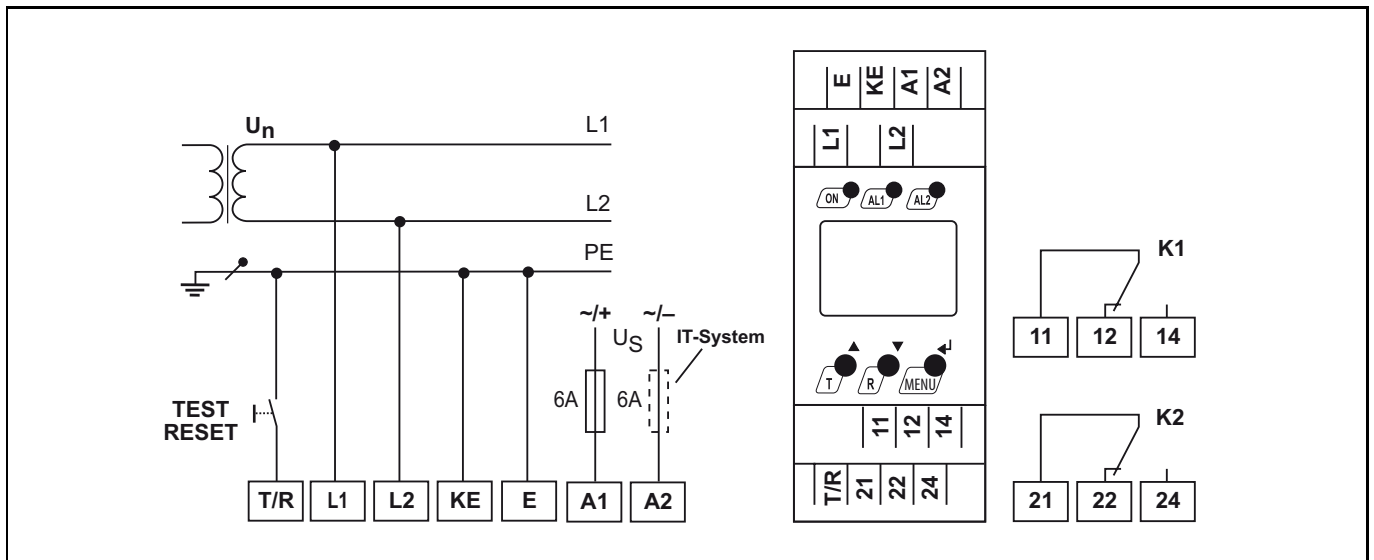 Un
L1
L2
PE
~/+
~/–
US
IT-System
6A
6A
TEST
RESET
T/R
L1
L2
KE
E
A1
A2
E
KE
A1
A2
L1
L2
ON
AL1
AL2
T
R
MENU
11
12
14
T/R
21
22
24
K1
11
12
14
K2
21
22
24